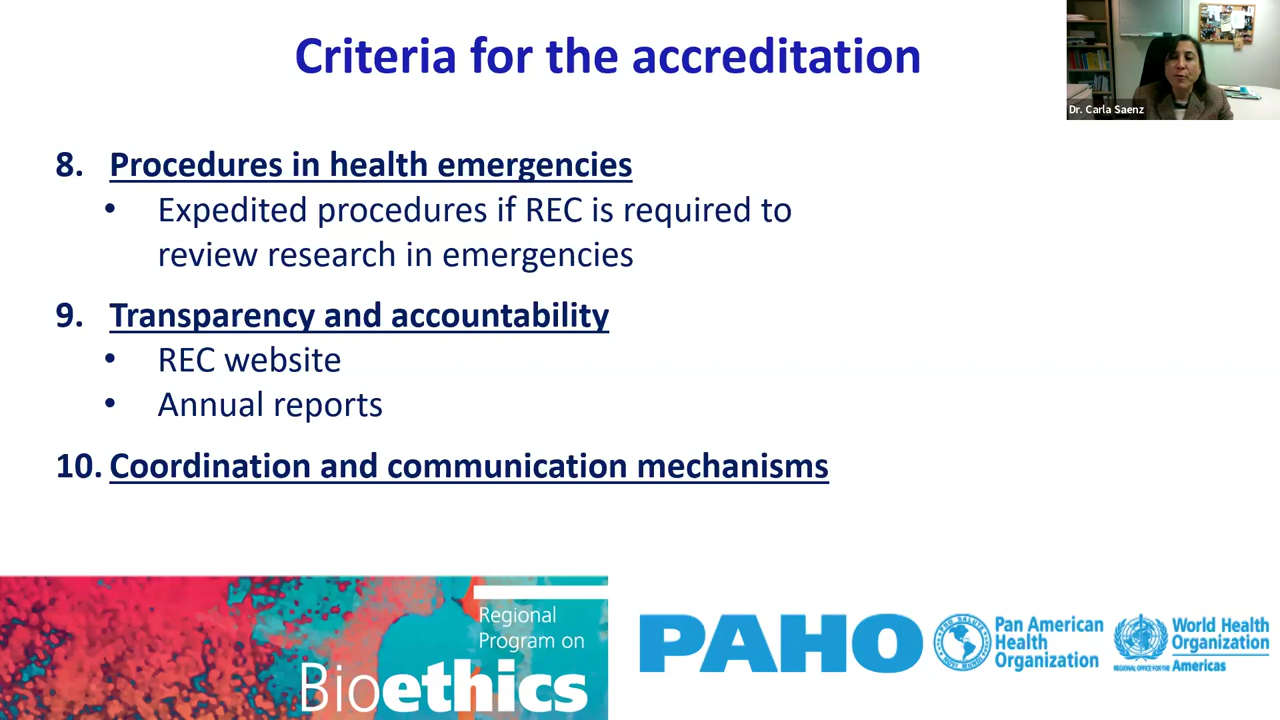 Criteria for the accreditation
Dr. Carla Saenz
8. Procedures in health emergencies
• Expedited procedures if REC is required to
review research in emergencies
9. Transparency and accountability
• REC website
• Annual reports
10. Coordination and communication mechanisms
Regional
Program on
Bioethics
PAHO
Pan American
Health
Organization
World Health
Organization
REGIONAL OFFICE FOR THE Americas